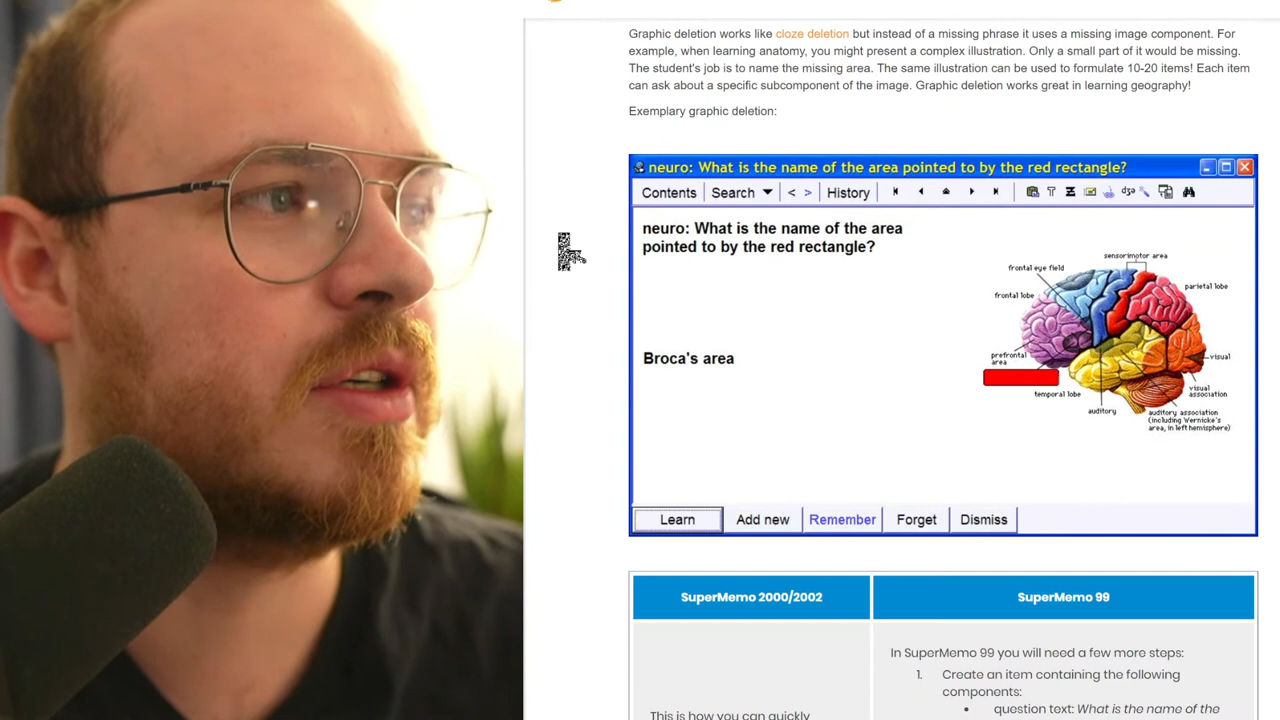 Graphic deletion works like cloze deletion but instead of a missing phrase it uses a missing image component. For
example, when learning anatomy, you might present a complex illustration. Only a small part of it would be missing.
The student's job is to name the missing area. The same illustration can be used to formulate 10-20 items! Each item
can ask about a specific subcomponent of the image. Graphic deletion works great in learning geography!
Exemplary graphic deletion:
neuro: What is the name of the area pointed to by the red rectangle?
Contents Search < > History
neuro: What is the name of the area
pointed to by the red rectangle?
Broca's area
sensorimotor area
frontal eye field
parietal lobe
frontal lobe
prefrontal
area
visual
temporal lobe
visual
association
auditory
auditory association
(including Wernicke's
area, in left hemisphere)
Learn Add new Remember Forget Dismiss
SuperMemo 2000/2002 SuperMemo 99
In SuperMemo 99 you will need a few more steps:
1. Create an item containing the following
components:
• question text: What is the name of the
This is how you can quickly